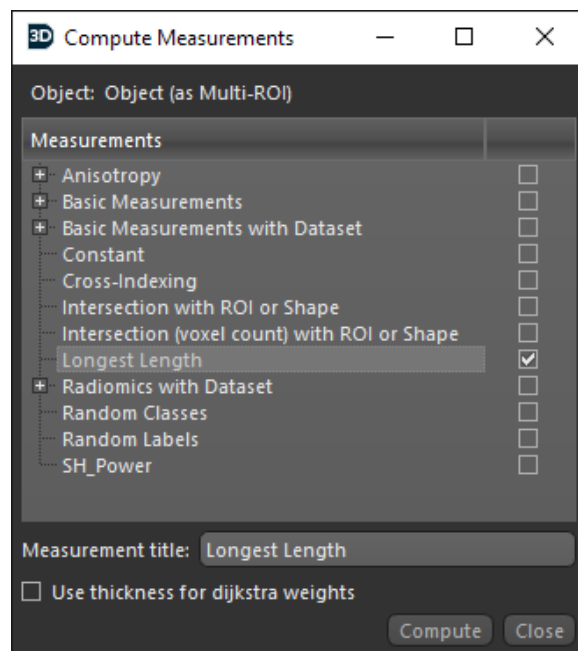 3D Compute Measurements
Object: Object (as Multi-ROI)
Measurements
Anisotropy
Basic Measurements
Basic Measurements with Dataset
Constant
Cross-Indexing
Intersection with ROI or Shape
Intersection (voxel count) with ROI or Shape
Longest Length
Radiomics with Dataset
Random Classes
Random Labels
SH_Power
Measurement title: Longest Length
Use thickness for dijkstra weights
Compute Close